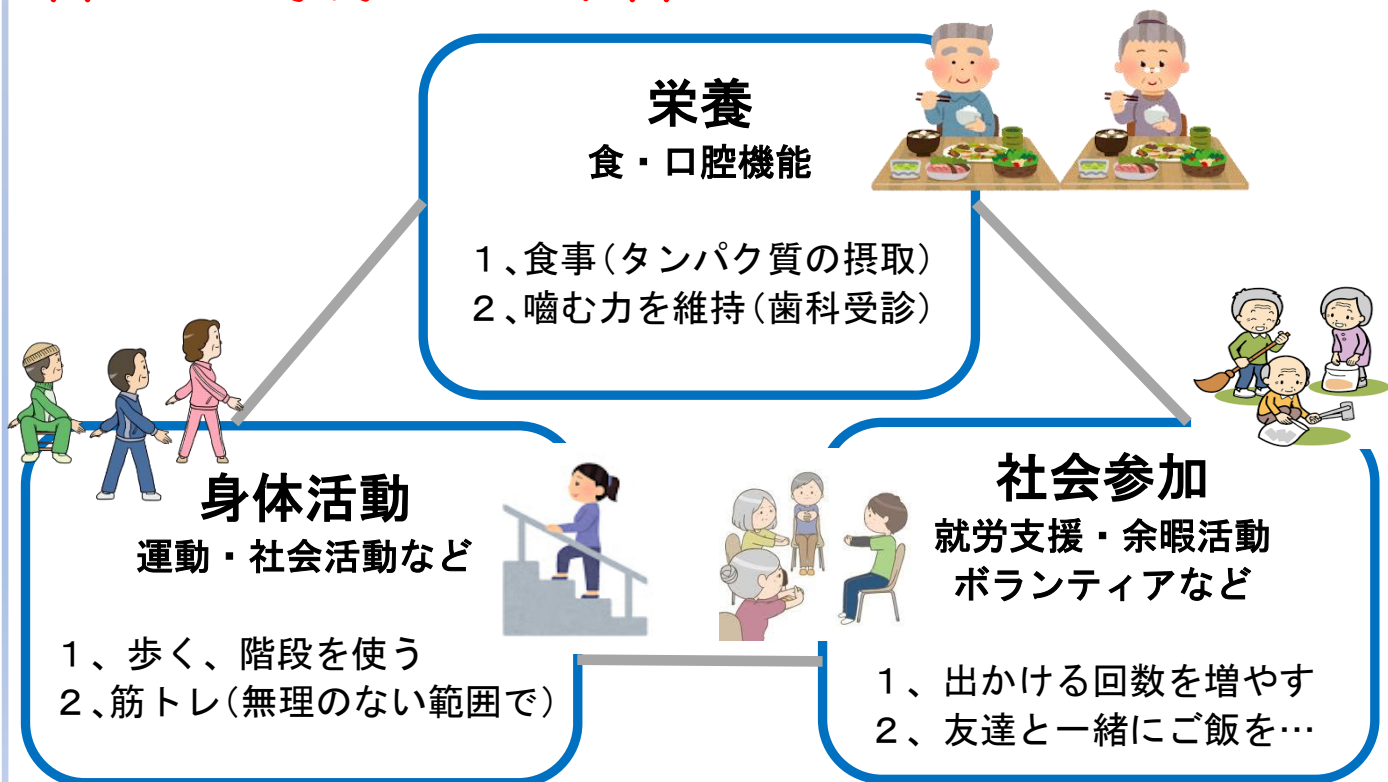 栄養
食・口腔機能
１、食事（タンパク質の摂取）
２、噛む力を維持（歯科受診）
身体活動
運動・社会活動など
１、歩く、階段を使う
２、筋トレ（無理のない範囲で）
社会参加
就労支援・余暇活動
ボランティアなど
１、出かける回数を増やす
２、友達と一緒にご飯を…